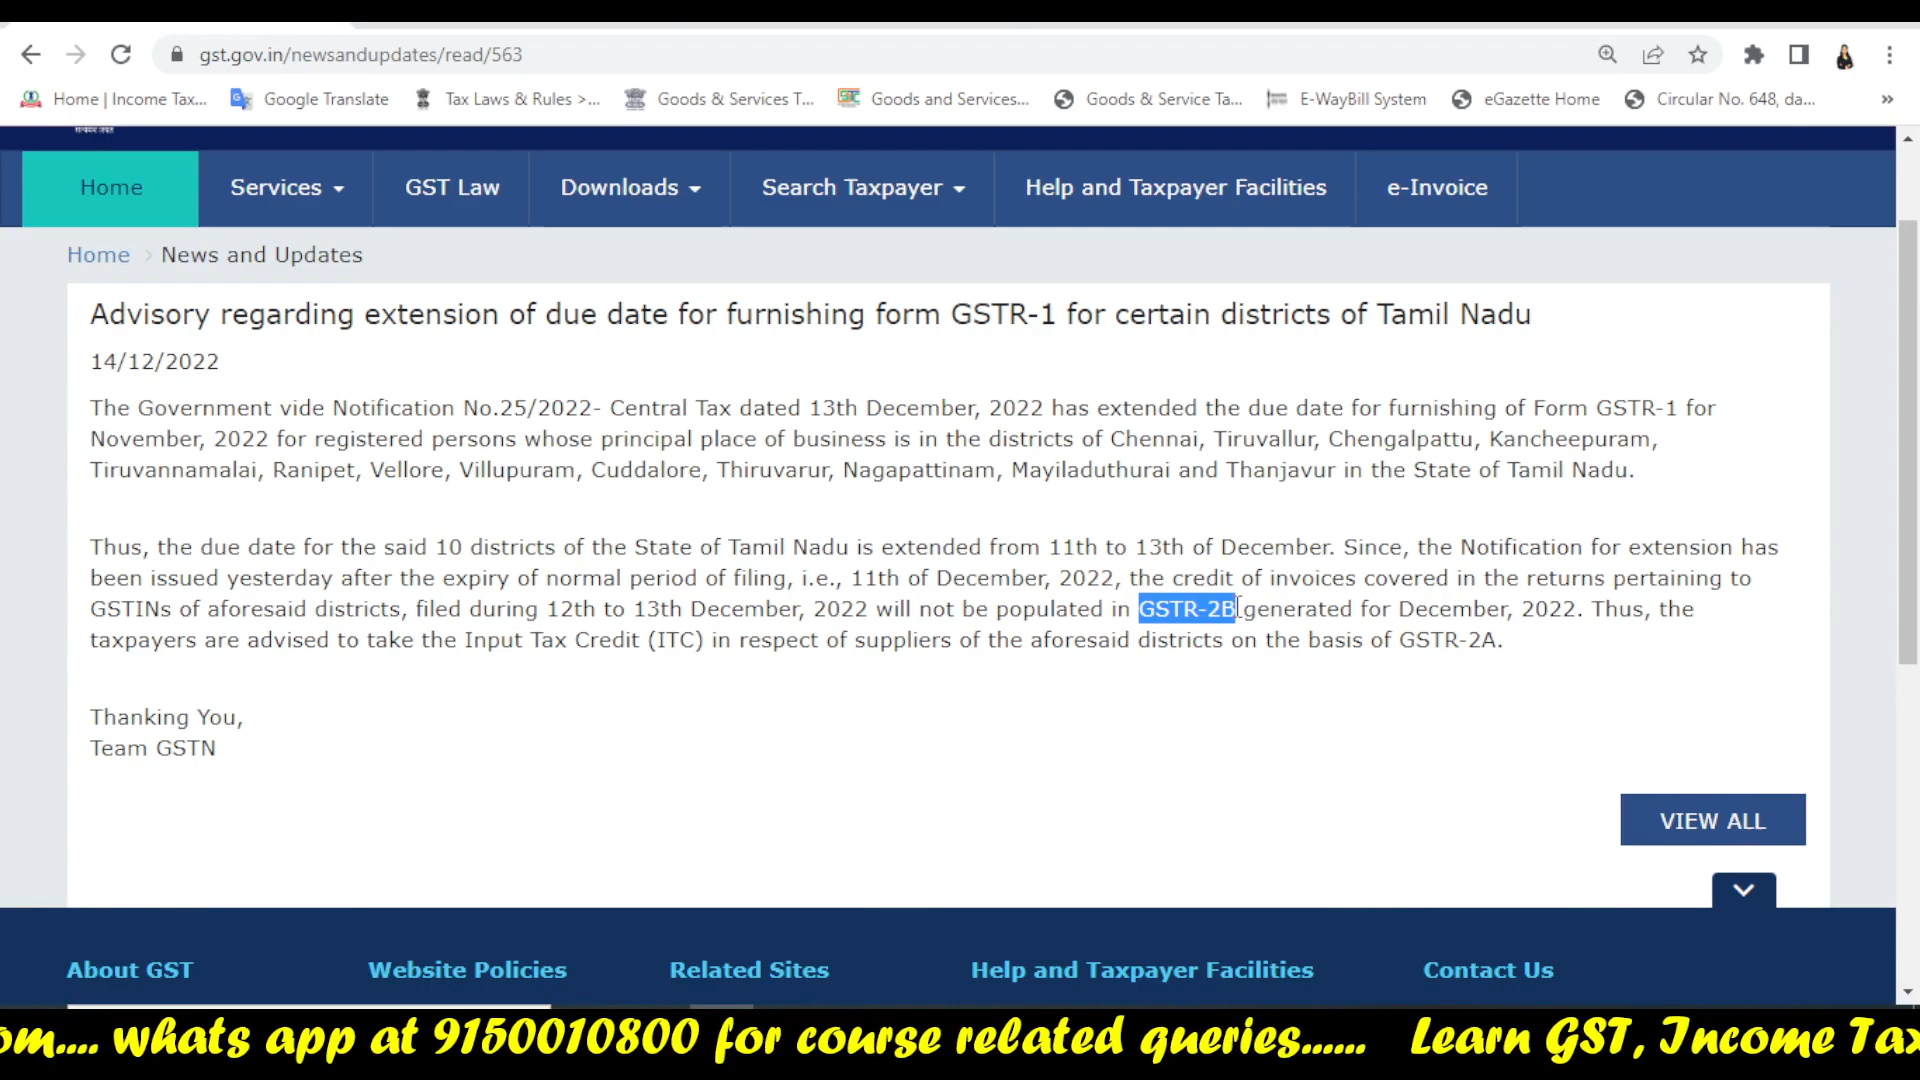 gst.gov.in/newsandupdates/read/563
Home | Income Tax... Google Translate Tax Laws & Rules >... Goods & Services T... Goods and Services... Goods & Service Ta... E-WayBill System eGazette Home Circular No. 648, da... »
सत्यमेव जयते
Home Services GST Law Downloads Search Taxpayer Help and Taxpayer Facilities e-Invoice
Home > News and Updates
Advisory regarding extension of due date for furnishing form GSTR-1 for certain districts of Tamil Nadu
14/12/2022
The Government vide Notification No.25/2022- Central Tax dated 13th December, 2022 has extended the due date for furnishing of Form GSTR-1 for
November, 2022 for registered persons whose principal place of business is in the districts of Chennai, Tiruvallur, Chengalpattu, Kancheepuram,
Tiruvannamalai, Ranipet, Vellore, Villupuram, Cuddalore, Thiruvarur, Nagapattinam, Mayiladuthurai and Thanjavur in the State of Tamil Nadu.
Thus, the due date for the said 10 districts of the State of Tamil Nadu is extended from 11th to 13th of December. Since, the Notification for extension has
been issued yesterday after the expiry of normal period of filing, i.e., 11th of December, 2022, the credit of invoices covered in the returns pertaining to
GSTINs of aforesaid districts, filed during 12th to 13th December, 2022 will not be populated in GSTR-2B generated for December, 2022. Thus, the
taxpayers are advised to take the Input Tax Credit (ITC) in respect of suppliers of the aforesaid districts on the basis of GSTR-2A.
Thanking You,
Team GSTN
VIEW ALL
About GST Website Policies Related Sites Help and Taxpayer Facilities Contact Us
om.... whats app at 9150010800 for course related queries...... Learn GST, Income Tax